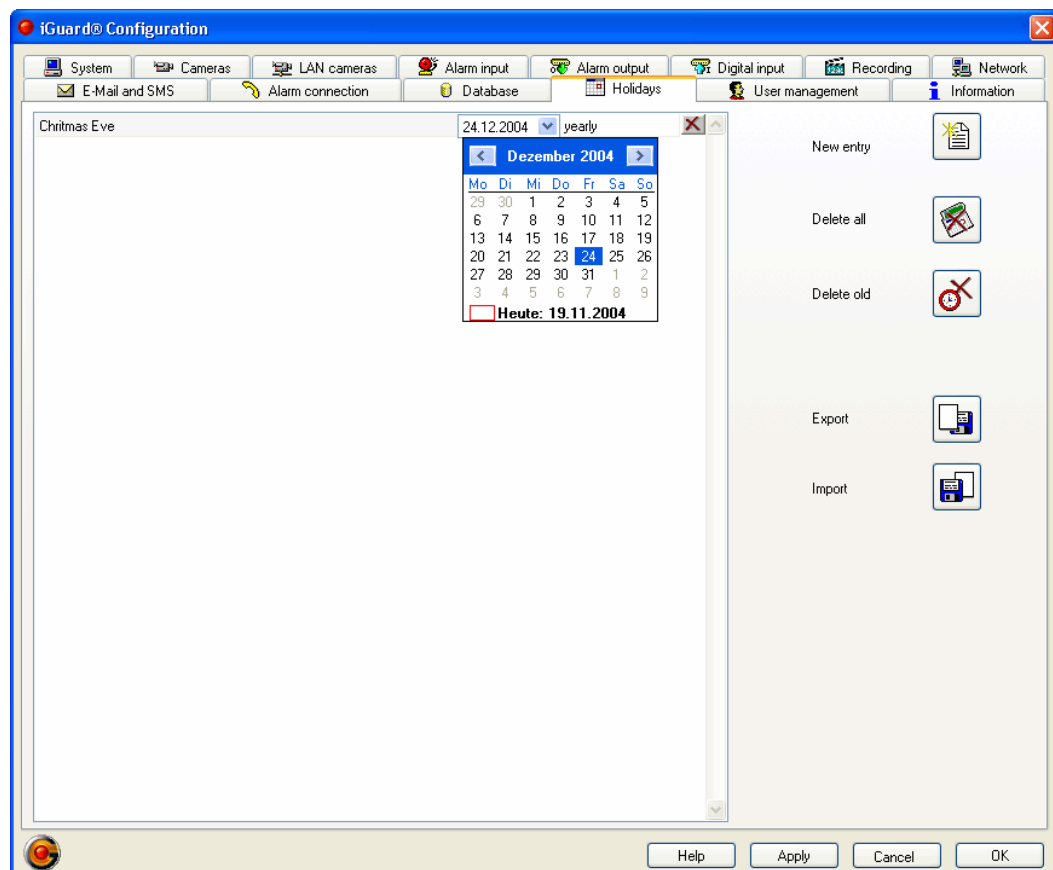 iGuard® Configuration
System Cameras LAN cameras Alarm input Alarm output Digital input Recording Network
E-Mail and SMS Alarm connection Database Holidays User management Information
Chritmas Eve 24.12.2004 yearly
Dezember 2004
Mo Di Mi Do Fr Sa So
29 30 1 2 3 4 5
6 7 8 9 10 11 12
13 14 15 16 17 18 19
20 21 22 23 24 25 26
27 28 29 30 31 1 2
3 4 5 6 7 8 9
Heute: 19.11.2004
New entry
Delete all
Delete old
Export
Import
Help Apply Cancel OK